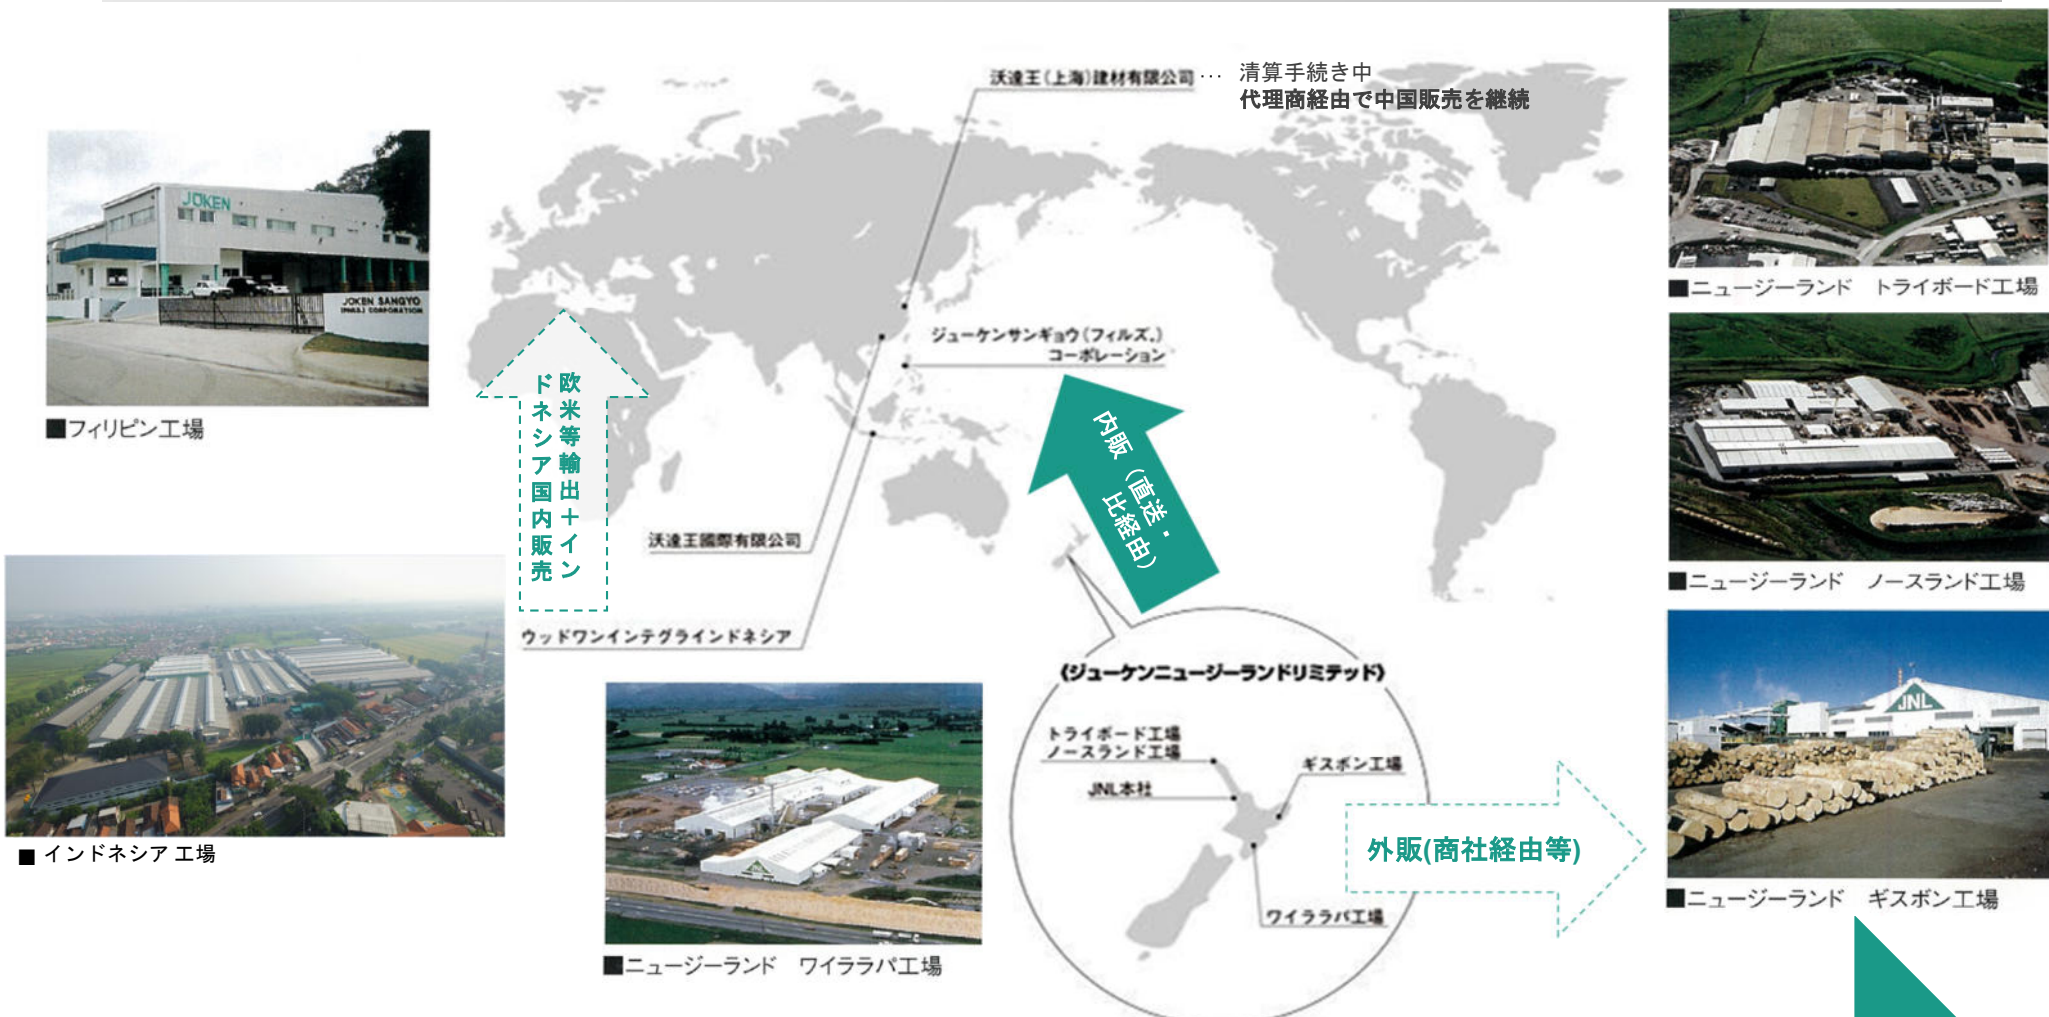 沃達王(上海)建材有限公司 … 清算手続き中
代理商経由で中国販売を継続
JOKEN
JOKEN SANGYO
(PHILS.) CORPORATION
■フィリピン工場
■ニュージーランド　トライボード工場
ジューケンサンギョウ(フィルズ.)
コーポレーション
欧米等輸出＋イン
ドネシア国内販売
内販（直送・
比経由）
沃達王國際有限公司
ウッドワンインテグラインドネシア
■ニュージーランド　ノースランド工場
■ インドネシア 工場
《ジューケンニュージーランドリミテッド》
トライボード工場
ノースランド工場
JNL本社
ギスボン工場
ワイララパ工場
外販(商社経由等)
JNL
■ニュージーランド　ギスボン工場
JNL
■ニュージーランド　ワイララパ工場